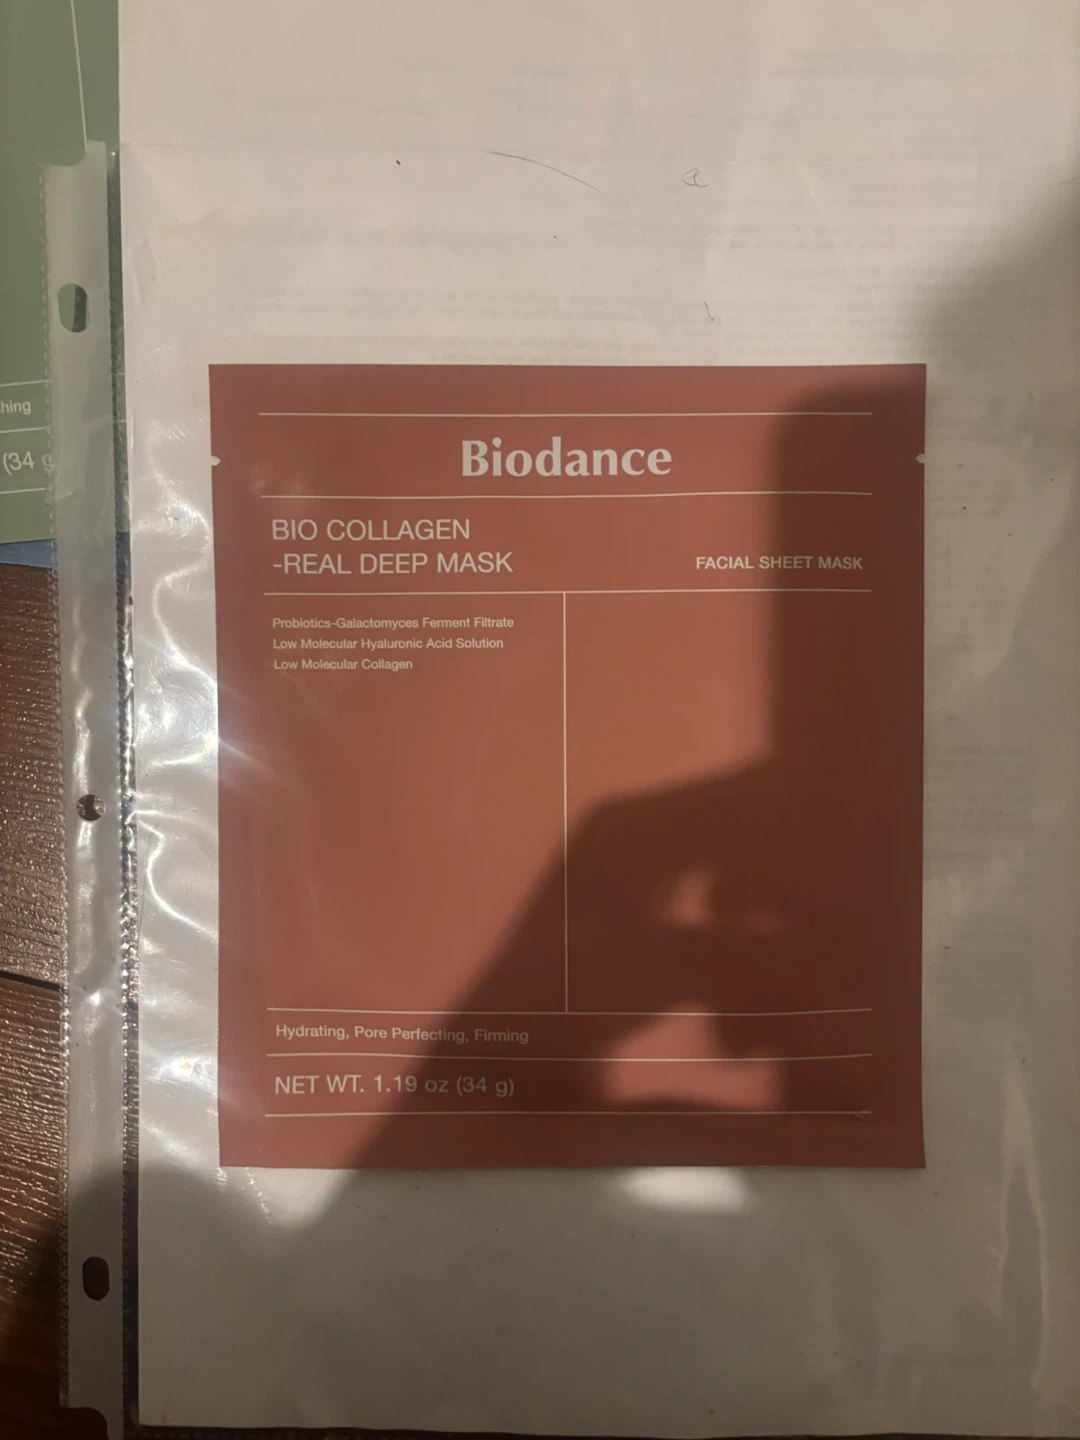 hing
(34 g
Biodance
BIO COLLAGEN
-REAL DEEP MASK
FACIAL SHEET MASK
Probiotics-Galactomyces Ferment Filtrate
Low Molecular Hyaluronic Acid Solution
Low Molecular Collagen
Hydrating, Pore Perfecting, Firming
NET WT. 1.19 oz (34 g)